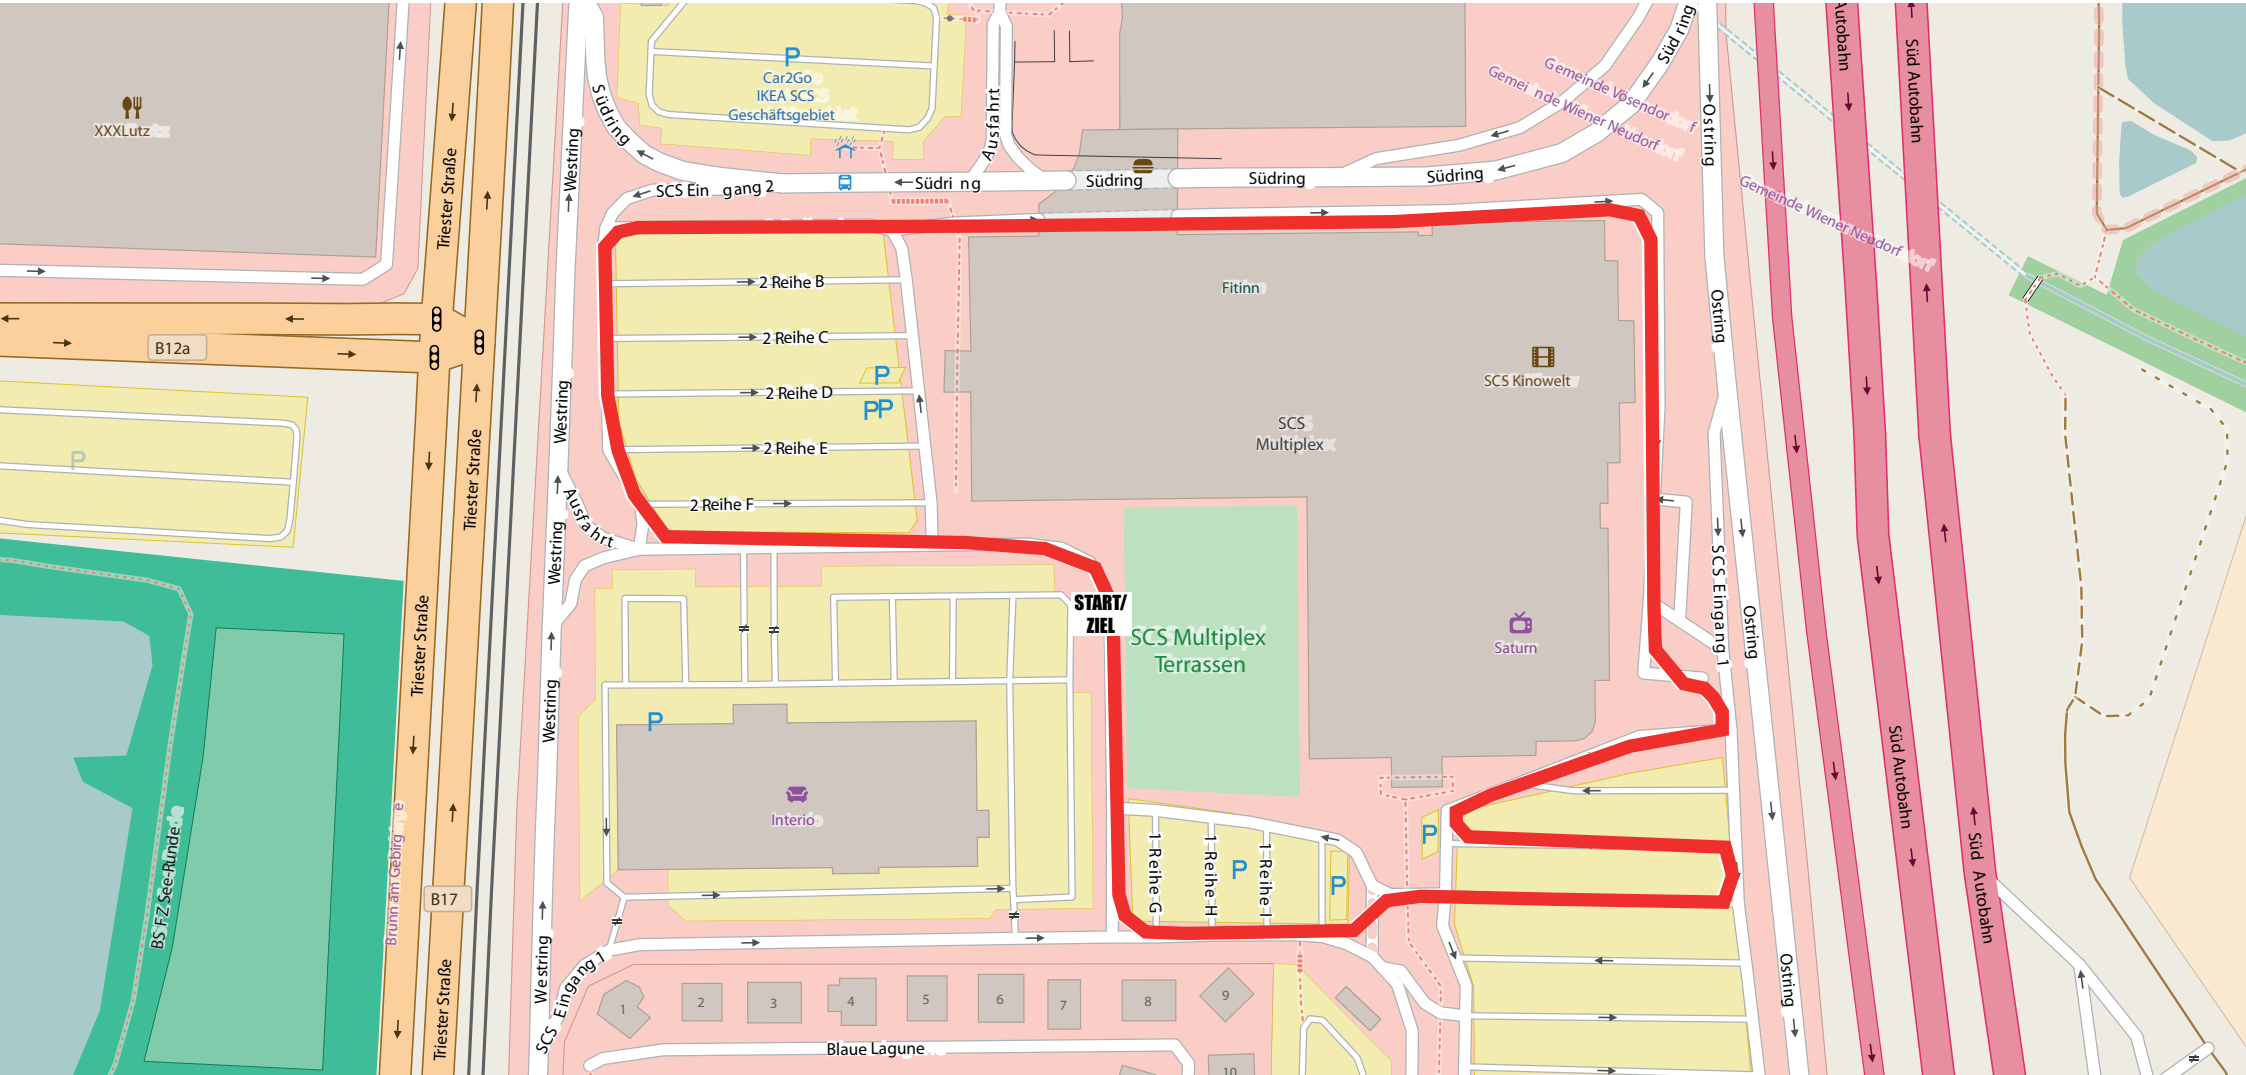 P
Car2Go
IKEA SCS
Geschäftsgebiet
XXXLutz
Südring
Westring
Triester Straße
Ausfahrt
Südring
Gemeinde Vösendorf
Gemeinde Wiener Neudorf
Ostring
Autobahn
Süd Autobahn
SCS Eingang 2
Südring
Südring
Südring
Südring
Gemeinde Wiener Neudorf
2 Reihe B
Fitinn
2 Reihe C
B12a
P
SCS Kinowelt
2 Reihe D
PP
Ostring
Westring
Triester Straße
SCS
Multiplex
2 Reihe E
P
2 Reihe F
Ausfahrt
Westring
START/
ZIEL
SCS Multiplex
Terrassen
Saturn
SCS Eingang 1
Ostring
Triester Straße
Westring
P
Süd Autobahn
Interio
Brunn am Gebirge
BS FZ See-Runde
1 Reihe G
1 Reihe H
1 Reihe I
P
P
P
Süd Autobahn
B17
Westring
SCS Eingang 1
Triester Straße
Ostring
1
2
3
4
5
6
7
8
9
Blaue Lagune
10